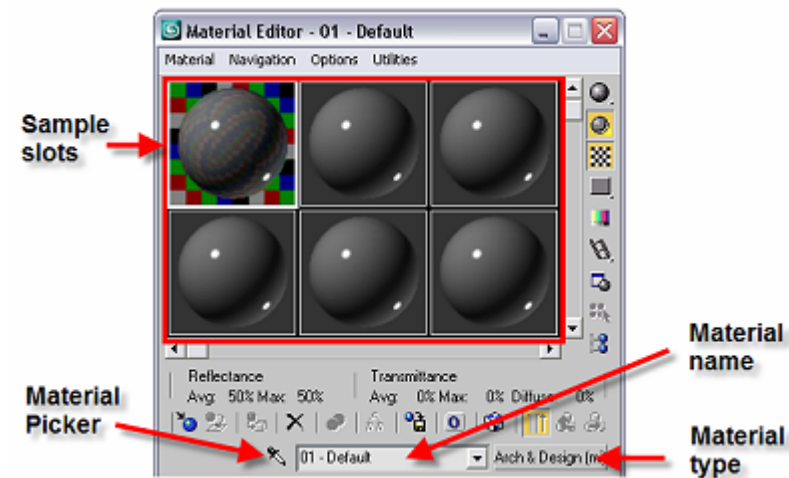 Material Editor - 01 - Default
Material Navigation Options Utilities
Sample
slots
Reflectance Transmittance
Avg: 50% Max: 50% Avg: 0% Max: 0% Diffuse: 0%
Material
name
Material
Picker
01 - Default Arch & Design (mi)
Material
type